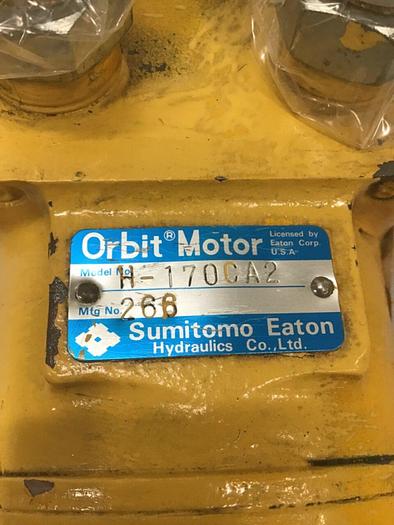 Orbit® Motor
Licensed by
Eaton Corp.
U.S.A.
Model No. H-170CA2
Mfg No. 266
Sumitomo Eaton
Hydraulics Co.,Ltd.